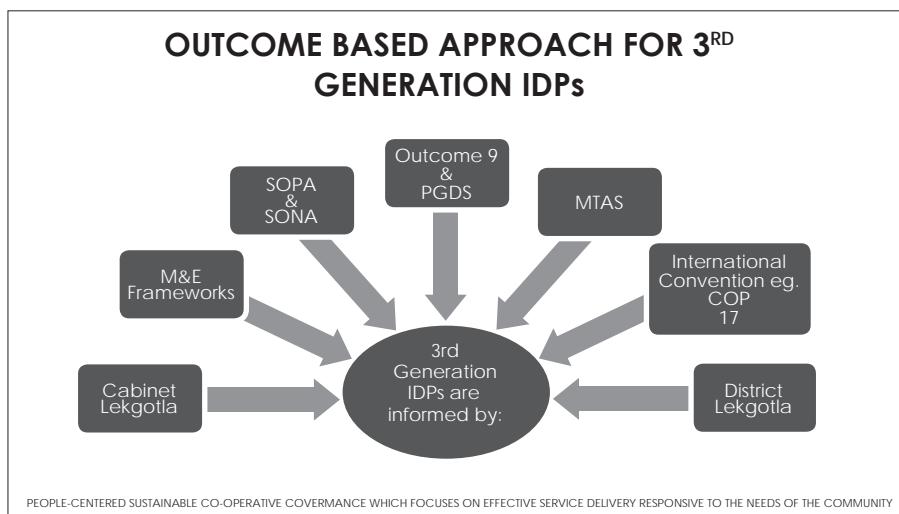 OUTCOME BASED APPROACH FOR 3RD
GENERATION IDPs
Outcome 9
&
PGDS
SOPA
&
SONA
MTAS
M&E
Frameworks
International
Convention eg.
COP
17
Cabinet
Lekgotla
3rd
Generation
IDPs are
informed by:
District
Lekgotla
PEOPLE-CENTERED SUSTAINABLE CO-OPERATIVE COVERMANCE WHICH FOCUSES ON EFFECTIVE SERVICE DELIVERY RESPONSIVE TO THE NEEDS OF THE COMMUNITY